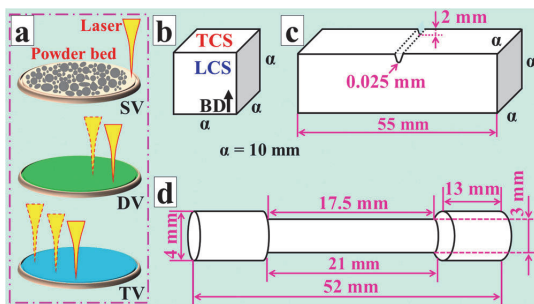 a
Laser
Powder bed
SV
DV
TV
b
TCS
LCS
BD
α
α
α = 10 mm
c
2 mm
α
α
α
0.025 mm
55 mm
d
17.5 mm
13 mm
4 mm
3 mm
21 mm
52 mm